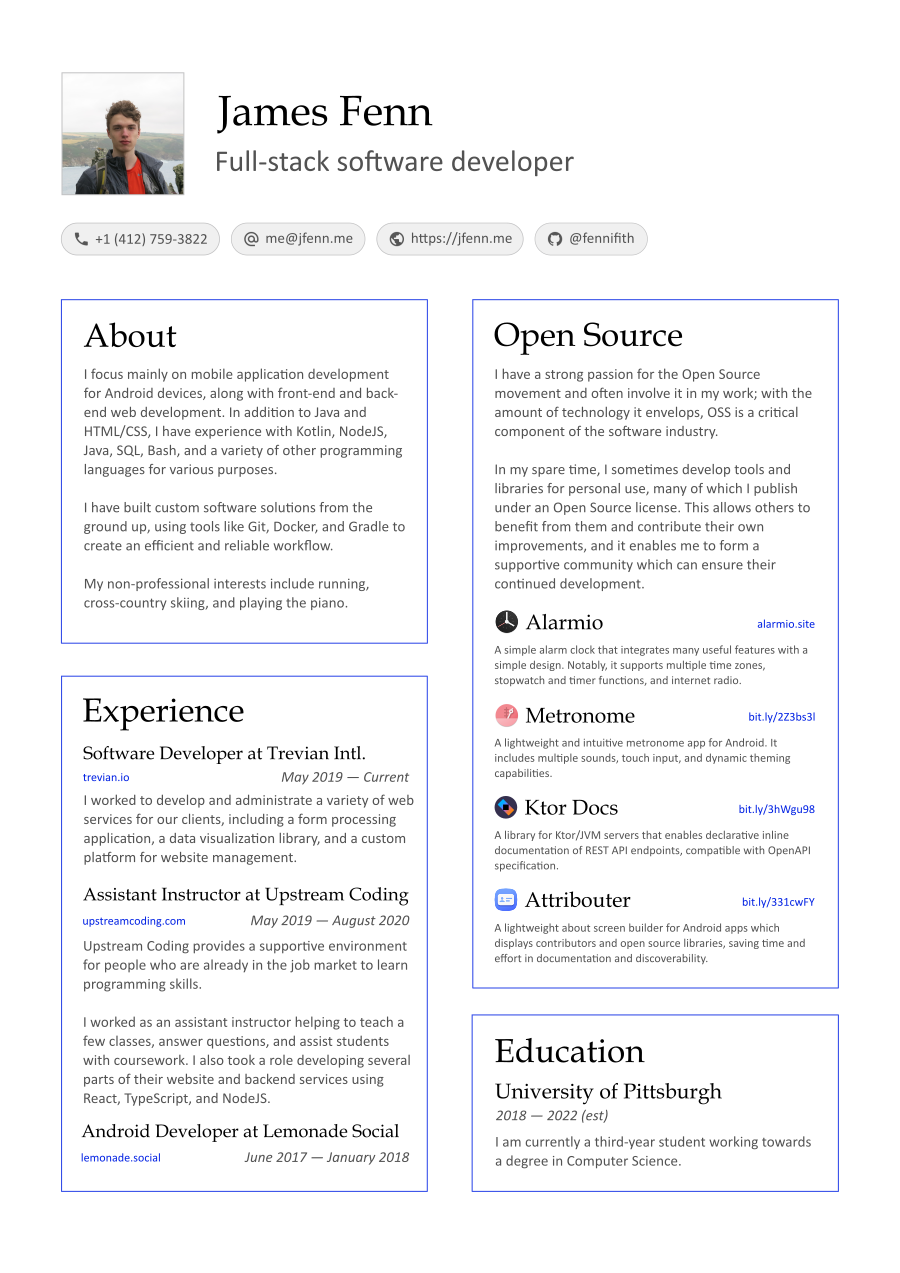 James Fenn
Full-stack software developer
+1 (412) 759-3822
me@jfenn.me
https://jfenn.me
@fennifith
About
I focus mainly on mobile application development
for Android devices, along with front-end and back-
end web development. In addition to Java and
HTML/CSS, I have experience with Kotlin, NodeJS,
Java, SQL, Bash, and a variety of other programming
languages for various purposes.
I have built custom software solutions from the
ground up, using tools like Git, Docker, and Gradle to
create an efficient and reliable workflow.
My non-professional interests include running,
cross-country skiing, and playing the piano.
Experience
Software Developer at Trevian Intl.
trevian.io
May 2019 — Current
I worked to develop and administrate a variety of web
services for our clients, including a form processing
application, a data visualization library, and a custom
platform for website management.
Assistant Instructor at Upstream Coding
upstreamcoding.com
May 2019 — August 2020
Upstream Coding provides a supportive environment
for people who are already in the job market to learn
programming skills.
I worked as an assistant instructor helping to teach a
few classes, answer questions, and assist students
with coursework. I also took a role developing several
parts of their website and backend services using
React, TypeScript, and NodeJS.
Android Developer at Lemonade Social
lemonade.social
June 2017 — January 2018
Open Source
I have a strong passion for the Open Source
movement and often involve it in my work; with the
amount of technology it envelops, OSS is a critical
component of the software industry.
In my spare time, I sometimes develop tools and
libraries for personal use, many of which I publish
under an Open Source license. This allows others to
benefit from them and contribute their own
improvements, and it enables me to form a
supportive community which can ensure their
continued development.
Alarmio
alarmio.site
A simple alarm clock that integrates many useful features with a
simple design. Notably, it supports multiple time zones,
stopwatch and timer functions, and internet radio.
Metronome
bit.ly/2Z3bs3l
A lightweight and intuitive metronome app for Android. It
includes multiple sounds, touch input, and dynamic theming
capabilities.
Ktor Docs
bit.ly/3hWgu98
A library for Ktor/JVM servers that enables declarative inline
documentation of REST API endpoints, compatible with OpenAPI
specification.
Attributer
bit.ly/331cwFY
A lightweight about screen builder for Android apps which
displays contributors and open source libraries, saving time and
effort in documentation and discoverability.
Education
University of Pittsburgh
2018 — 2022 (est)
I am currently a third-year student working towards
a degree in Computer Science.